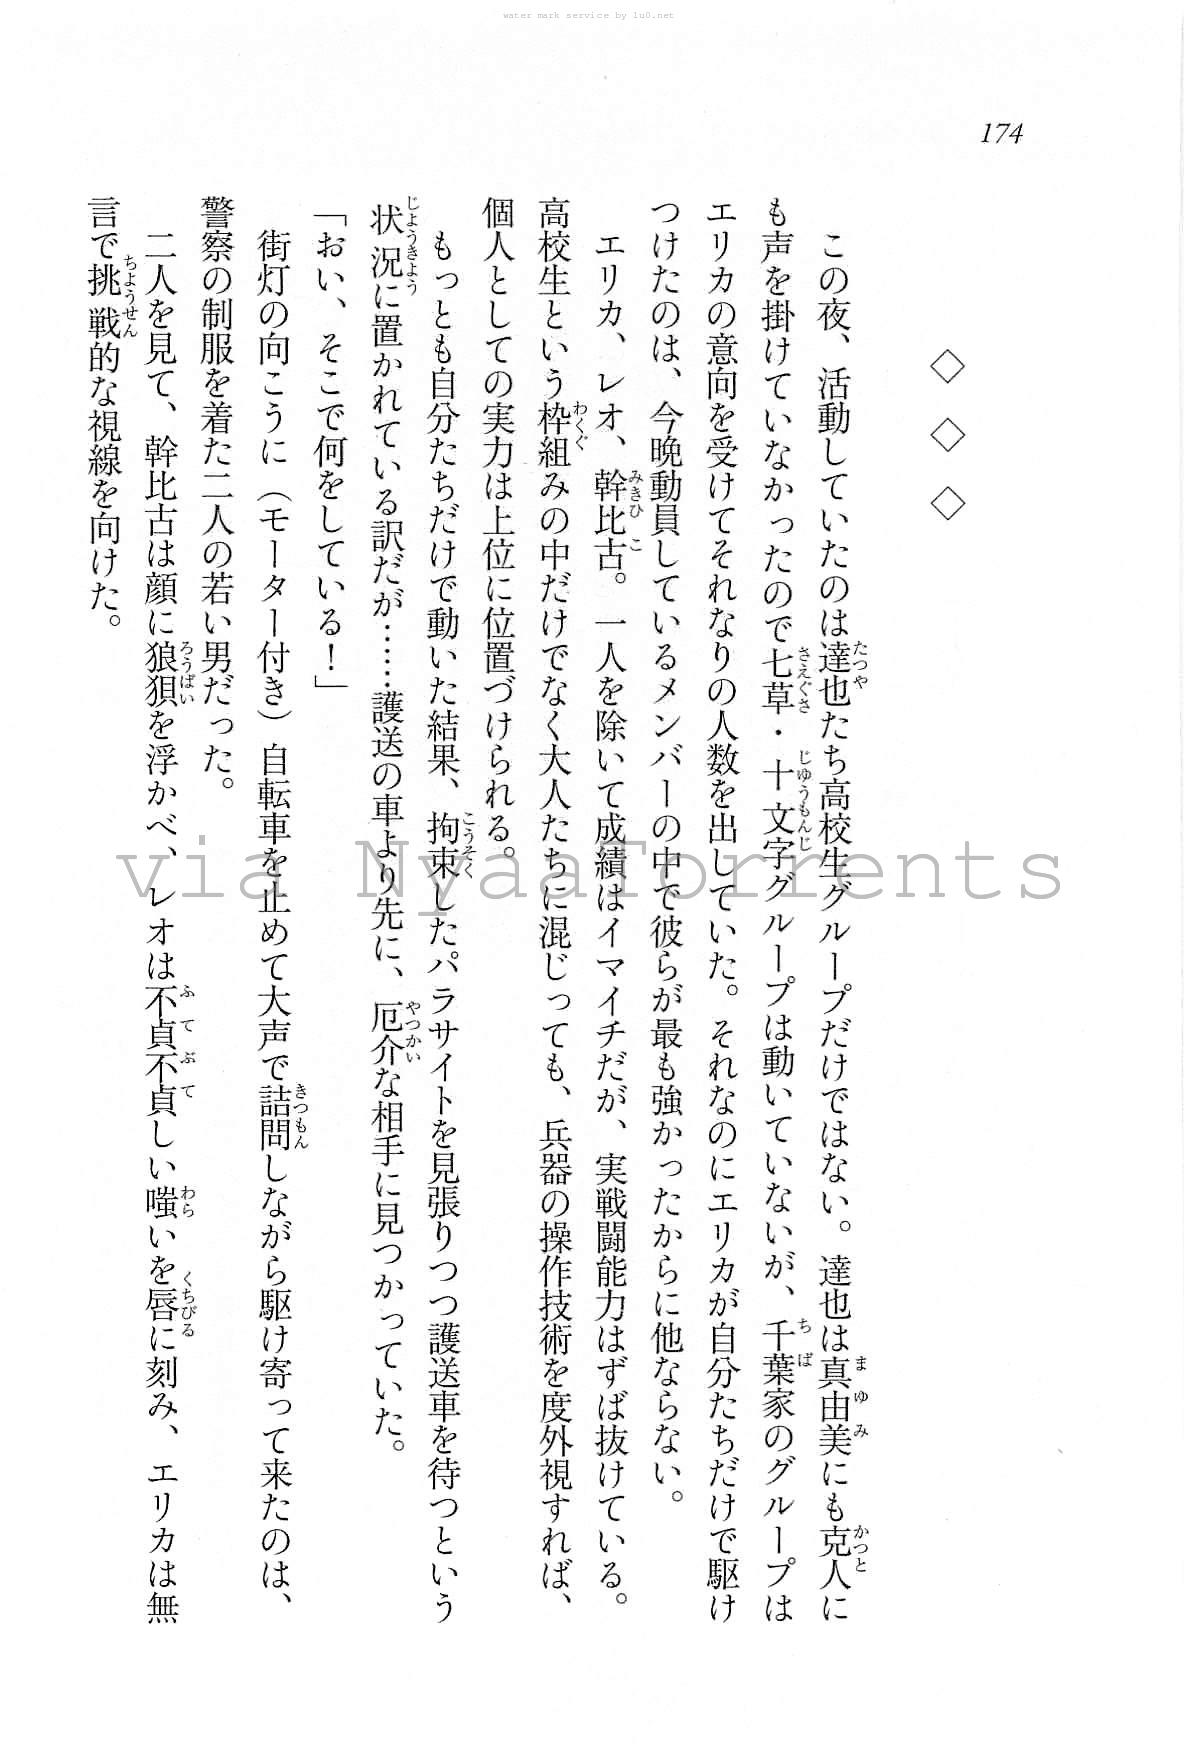 water mark service by lu0.net
174
◇ ◇ ◇
この夜、活動していたのは達也たち高校生グループだけではない。達也は真由美にも克人に
も声を掛けていなかったので七草・十文字グループは動いていないが、千葉家のグループは
エリカの意向を受けてそれなりの人数を出していた。それなのにエリカが自分たちだけで駆け
つけたのは、今晩動員しているメンバーの中で彼らが最も強かったからに他ならない。
エリカ、レオ、幹比古。一人を除いて成績はイマイチだが、実戦闘能力はずば抜けている。
高校生という枠組みの中だけでなく大人たちに混じっても、兵器の操作技術を度外視すれば、
個人としての実力は上位に位置づけられる。
もっとも自分たちだけで動いた結果、拘束したパラサイトを見張りつつ護送車を待つという
状況に置かれている訳だが……護送の車より先に、厄介な相手に見つかっていた。
「おい、そこで何をしている！」
街灯の向こうに（モーター付き）自転車を止めて大声で詰問しながら駆け寄って来たのは、
警察の制服を着た二人の若い男だった。
二人を見て、幹比古は顔に狼狽を浮かべ、レオは不貞不貞しい嗤いを唇に刻み、エリカは無
言で挑戦的な視線を向けた。
via NyaaTorrents